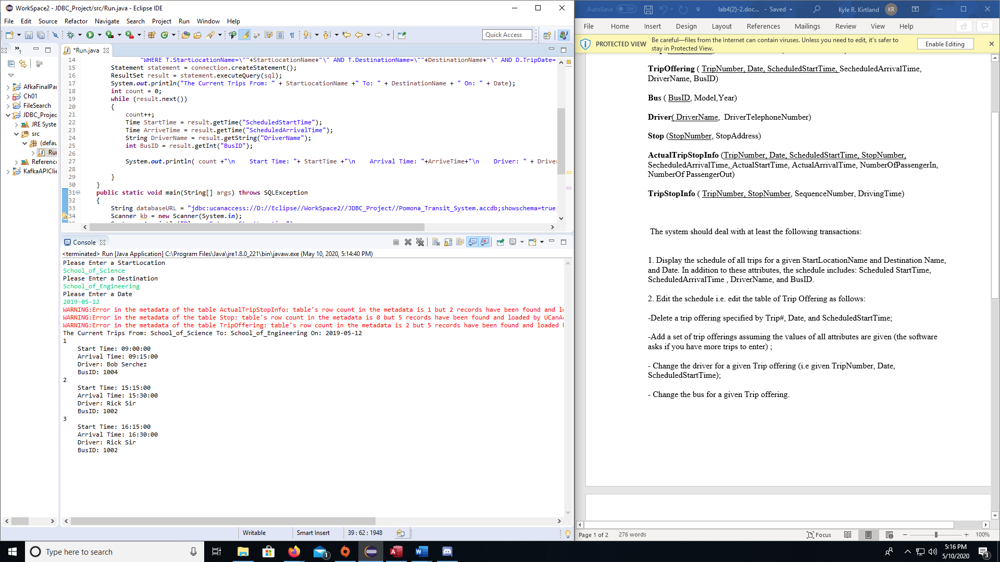 WorkSpace2 - JDBC_Project/src/Run.java - Eclipse IDE
File Edit Source Refactor Navigate Search Project Run Window Help
Quick Access
AfkaFinalPar
Ch01
FileSearch
JDBC_Projec
JRE Syste
src
(defau
Ru
Reference
KafkaAPIClie
*Run.java
14 "WHERE T.StartLocationName=\""+StartLocationName+"\" AND T.DestinationName=\""+DestinationName+"\" AND D.TripDate=
15 Statement statement = connection.createStatement();
16 ResultSet result = statement.executeQuery(sql);
17 System.out.println("The Current Trips From: " + StartLocationName +" To: " + DestinationName + " On: " + Date);
18 int count = 0;
19 while (result.next())
20 {
21 count++;
22 Time StartTime = result.getTime("ScheduledStartTime");
23 Time ArriveTime = result.getTime("ScheduledArrivalTime");
24 String DriverName = result.getString("DriverName");
25 int BusID = result.getInt("BusID");
26
27 System.out.println( count +"\n    Start Time: "+ StartTime +"\n    Arrival Time: "+ArriveTime+"\n    Driver: " + Driver
28
29 }
30 }
31 public static void main(String[] args) throws SQLException
32 {
33 String databaseURL = "jdbc:ucanaccess://D://Eclipse//WorkSpace2//JDBC_Project//Pomona_Transit_System.accdb;showschema=true
34 Scanner kb = new Scanner(System.in);
Console
<terminated> Run [Java Application] C:\Program Files\Java\jre1.8.0_221\bin\javaw.exe (May 10, 2020, 5:14:40 PM)
Please Enter a StartLocation
School_of_Science
Please Enter a Destination
School_of_Engineering
Please Enter a Date
2019-05-12
WARNING:Error in the metadata of the table ActualTripStopInfo: table's row count in the metadata is 1 but 2 records have been found and lo
WARNING:Error in the metadata of the table Stop: table's row count in the metadata is 0 but 5 records have been found and loaded by UCanAc
WARNING:Error in the metadata of the table TripOffering: table's row count in the metadata is 2 but 5 records have been found and loaded b
The Current Trips From: School_of_Science To: School_of_Engineering On: 2019-05-12
1
Start Time: 09:00:00
Arrival Time: 09:15:00
Driver: Bob Serchez
BusID: 1004
2
Start Time: 15:15:00
Arrival Time: 15:30:00
Driver: Rick Sir
BusID: 1002
3
Start Time: 16:15:00
Arrival Time: 16:30:00
Driver: Rick Sir
BusID: 1002
Writable Smart Insert 39 : 62 : 1948
AutoSave Off lab4(2)-2.doc... - Saved Kyle R. Kirtland KR
File Home Insert Design Layout References Mailings Review View Help
PROTECTED VIEW Be careful—files from the Internet can contain viruses. Unless you need to edit, it's safer to stay in Protected View. Enable Editing
TripOffering ( TripNumber, Date, ScheduledStartTime, SecheduledArrivalTime,
DriverName, BusID)
Bus ( BusID, Model,Year)
Driver( DriverName,  DriverTelephoneNumber)
Stop (StopNumber, StopAddress)
ActualTripStopInfo (TripNumber, Date, ScheduledStartTime, StopNumber,
SecheduledArrivalTime, ActualStartTime, ActualArrivalTime, NumberOfPassengerIn,
NumberOf PassengerOut)
TripStopInfo ( TripNumber, StopNumber, SequenceNumber, DrivingTime)
The system should deal with at least the following transactions:
1. Display the schedule of all trips for a given StartLocationName and Destination Name,
and Date. In addition to these attributes, the schedule includes: Scheduled StartTime,
ScheduledArrivalTime , DriverName, and BusID.
2. Edit the schedule i.e. edit the table of Trip Offering as follows:
-Delete a trip offering specified by Trip#, Date, and ScheduledStartTime;
-Add a set of trip offerings assuming the values of all attributes are given (the software
asks if you have more trips to enter) ;
- Change the driver for a given Trip offering (i.e given TripNumber, Date,
ScheduledStartTime);
- Change the bus for a given Trip offering.
Page 1 of 2 276 words Focus 100%
Type here to search
5:16 PM
5/10/2020